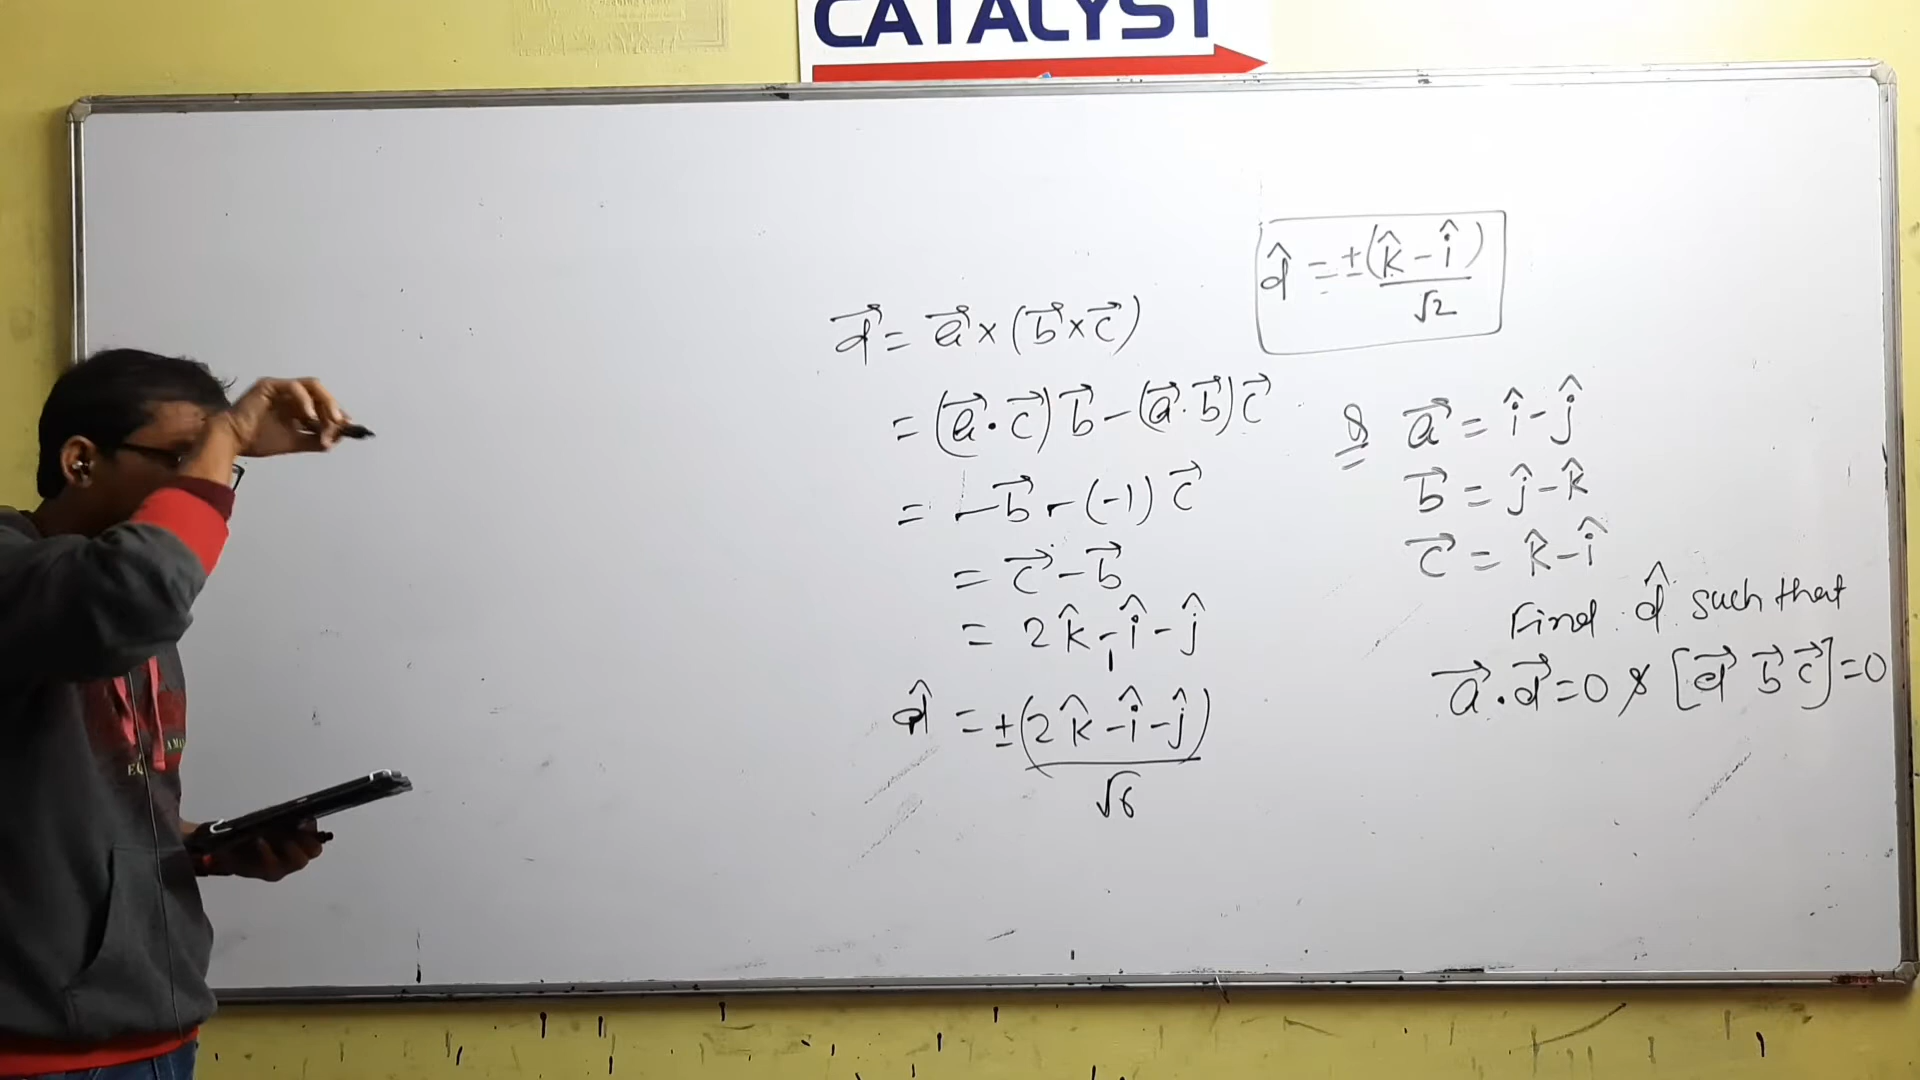 CATALYST
d̂ = ±(k̂ - î)/√2
d⃗ = a⃗ × (b⃗ × c⃗)
= (a⃗ · c⃗) b⃗ - (a⃗ · b⃗) c⃗
= -b⃗ - (-1) c⃗
= c⃗ - b⃗
= 2k̂ - î - ĵ
d̂ = ±(2k̂ - î - ĵ)/√6
Q a⃗ = î - ĵ
b⃗ = ĵ - k̂
c⃗ = k̂ - î
Find d̂ such that
a⃗ · d⃗ = 0 & [d⃗ b⃗ c⃗] = 0